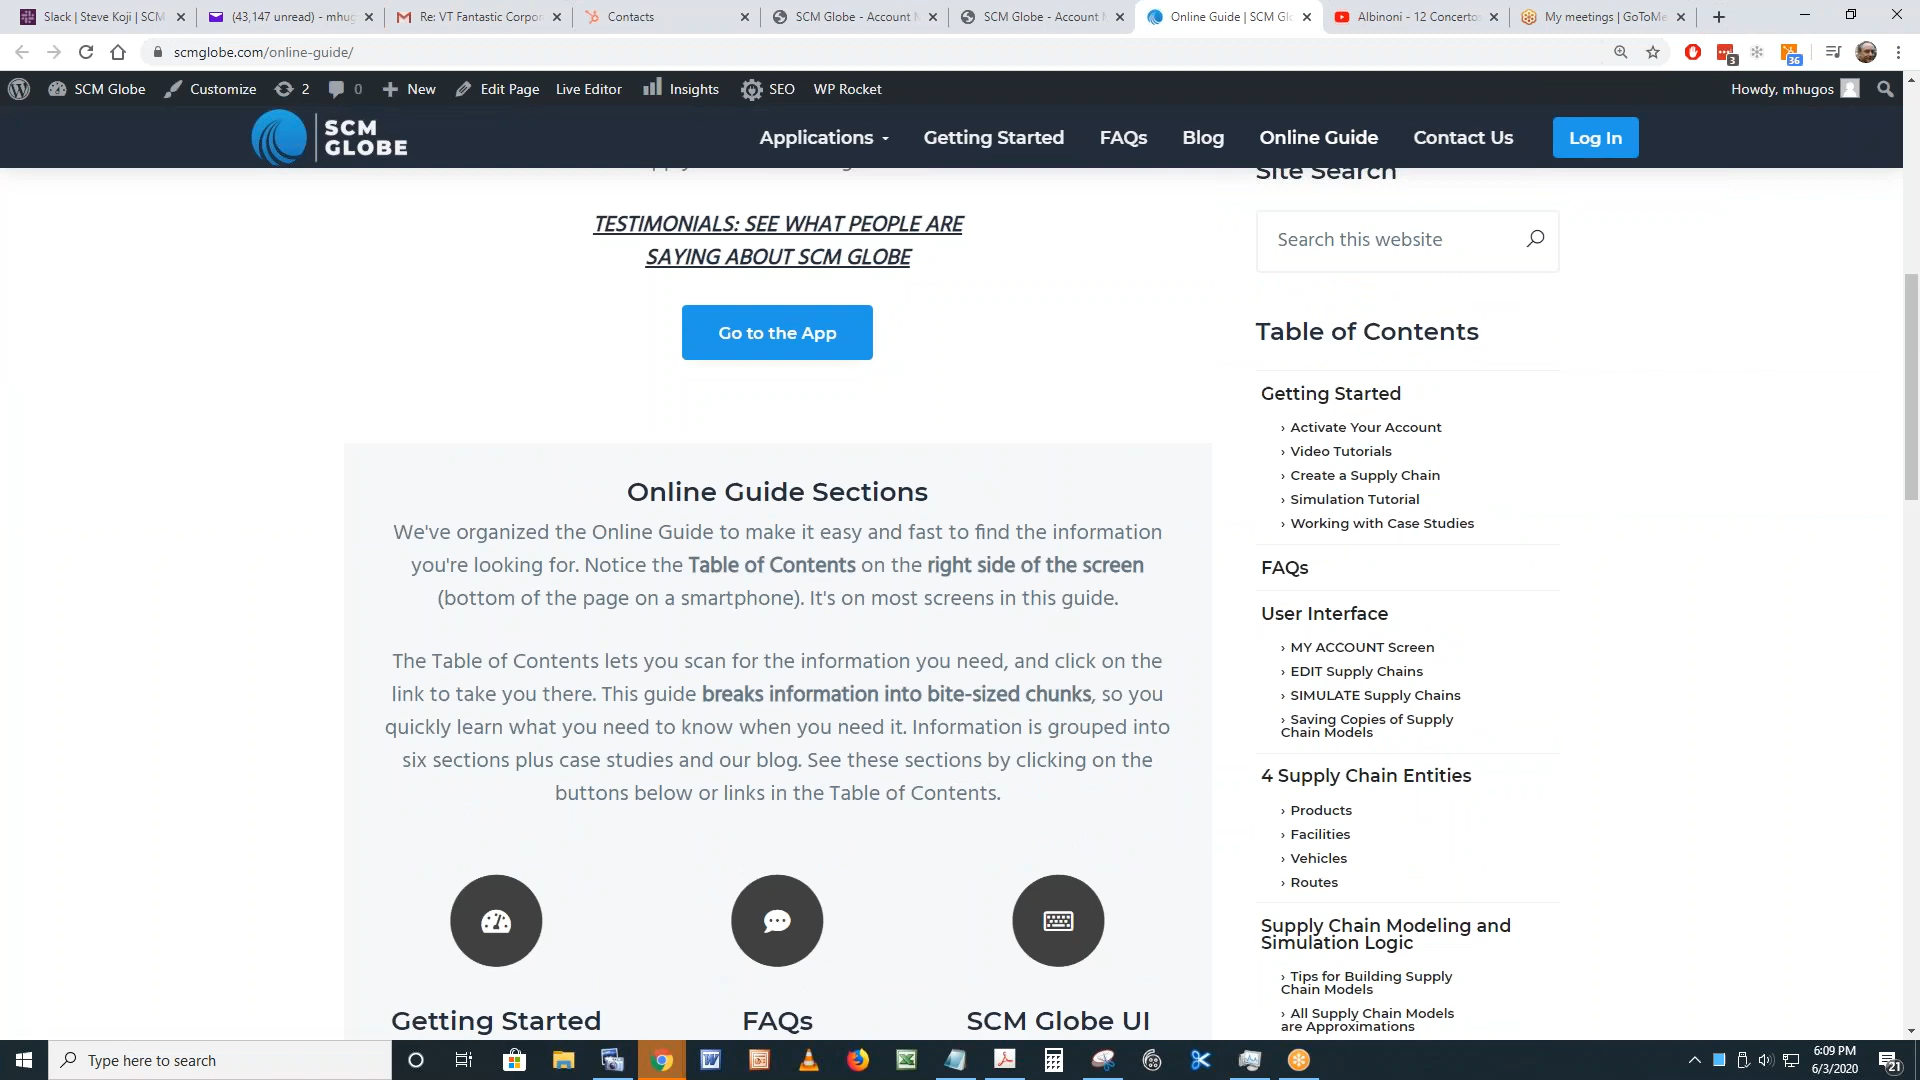 Slack | Steve Koji | SCM
(43,147 unread) - mhug
Re: VT Fantastic Corpor
Contacts
SCM Globe - Account M
SCM Globe - Account M
Online Guide | SCM Glo
Albinoni - 12 Concertos
My meetings | GoToMe
scmglobe.com/online-guide/
3
36
SCM Globe
Customize
2
0
New
Edit Page
Live Editor
Insights
SEO
WP Rocket
Howdy, mhugos
SCM
GLOBE
Applications
Getting Started
FAQs
Blog
Online Guide
Contact Us
Log In
TESTIMONIALS: SEE WHAT PEOPLE ARE
SAYING ABOUT SCM GLOBE
Go to the App
Online Guide Sections
We've organized the Online Guide to make it easy and fast to find the information
you're looking for. Notice the Table of Contents on the right side of the screen
(bottom of the page on a smartphone). It's on most screens in this guide.
The Table of Contents lets you scan for the information you need, and click on the
link to take you there. This guide breaks information into bite-sized chunks, so you
quickly learn what you need to know when you need it. Information is grouped into
six sections plus case studies and our blog. See these sections by clicking on the
buttons below or links in the Table of Contents.
Getting Started
FAQs
SCM Globe UI
Site Search
Search this website
Table of Contents
Getting Started
› Activate Your Account
› Video Tutorials
› Create a Supply Chain
› Simulation Tutorial
› Working with Case Studies
FAQs
User Interface
› MY ACCOUNT Screen
› EDIT Supply Chains
› SIMULATE Supply Chains
› Saving Copies of Supply
Chain Models
4 Supply Chain Entities
› Products
› Facilities
› Vehicles
› Routes
Supply Chain Modeling and
Simulation Logic
› Tips for Building Supply
Chain Models
› All Supply Chain Models
are Approximations
Type here to search
6:09 PM
6/3/2020
21